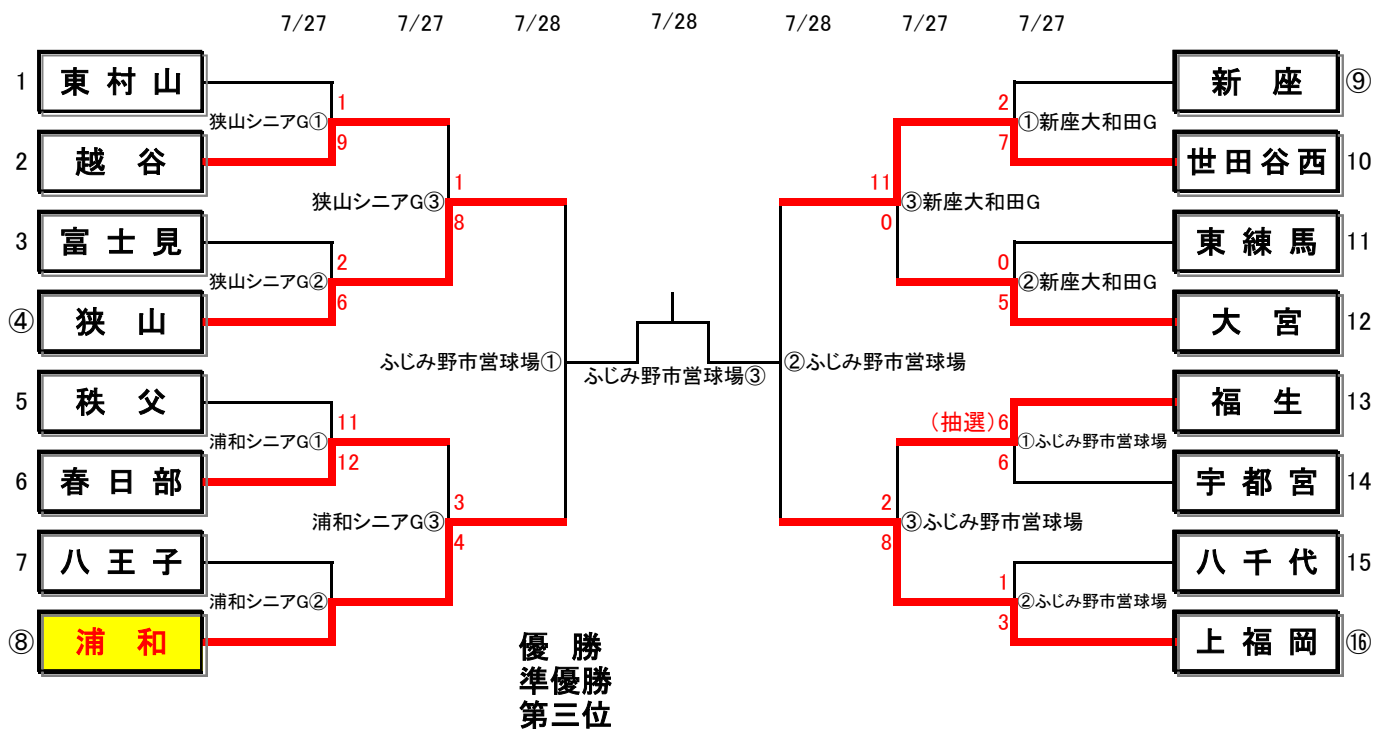 7/27 7/27 7/28 7/28 7/28 7/27 7/27
1 東村山
1
狭山シニアG①
9
2 越谷
1
狭山シニアG③
8
3 富士見
2
狭山シニアG②
6
④ 狭山
ふじみ野市営球場①
5 秩父
11
浦和シニアG①
12
6 春日部
3
浦和シニアG③
4
7 八王子
浦和シニアG②
⑧ 浦和
ふじみ野市営球場③
新座 ⑨
2
①新座大和田G
7
世田谷西 10
11
③新座大和田G
0
東練馬 11
0
②新座大和田G
5
大宮 12
②ふじみ野市営球場
福生 13
(抽選)6
①ふじみ野市営球場
6
宇都宮 14
2
③ふじみ野市営球場
8
八千代 15
1
②ふじみ野市営球場
3
上福岡 ⑯
優勝
準優勝
第三位